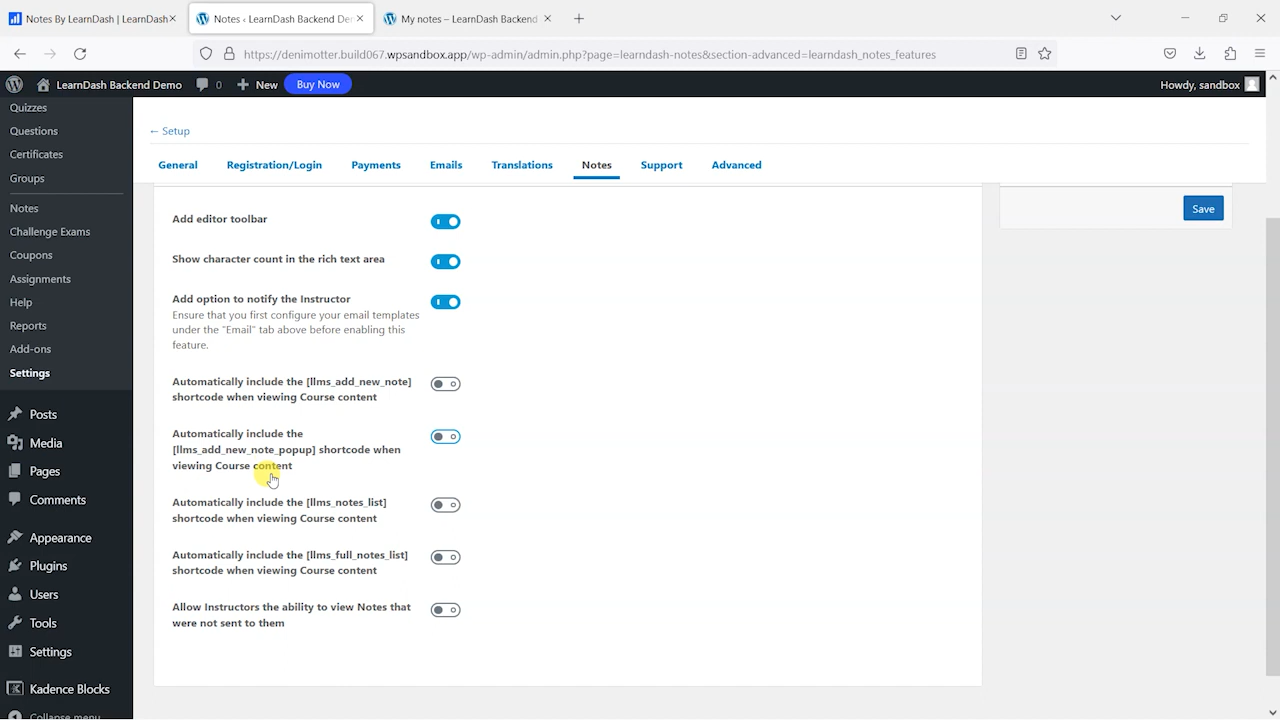 Notes By LearnDash | LearnDash
Notes ‹ LearnDash Backend De
My notes – LearnDash Backend
https://denimotter.build067.wpsandbox.app/wp-admin/admin.php?page=learndash-notes&section-advanced=learndash_notes_features
LearnDash Backend Demo
0
New
Buy Now
Howdy, sandbox
Quizzes
Questions
Certificates
Groups
Notes
Challenge Exams
Coupons
Assignments
Help
Reports
Add-ons
Settings
Posts
Media
Pages
Comments
Appearance
Plugins
Users
Tools
Settings
Kadence Blocks
Collapse menu
← Setup
General
Registration/Login
Payments
Emails
Translations
Notes
Support
Advanced
Save
Add editor toolbar
Show character count in the rich text area
Add option to notify the Instructor
Ensure that you first configure your email templates
under the "Email" tab above before enabling this
feature.
Automatically include the [llms_add_new_note]
shortcode when viewing Course content
Automatically include the
[llms_add_new_note_popup] shortcode when
viewing Course content
Automatically include the [llms_notes_list]
shortcode when viewing Course content
Automatically include the [llms_full_notes_list]
shortcode when viewing Course content
Allow Instructors the ability to view Notes that
were not sent to them